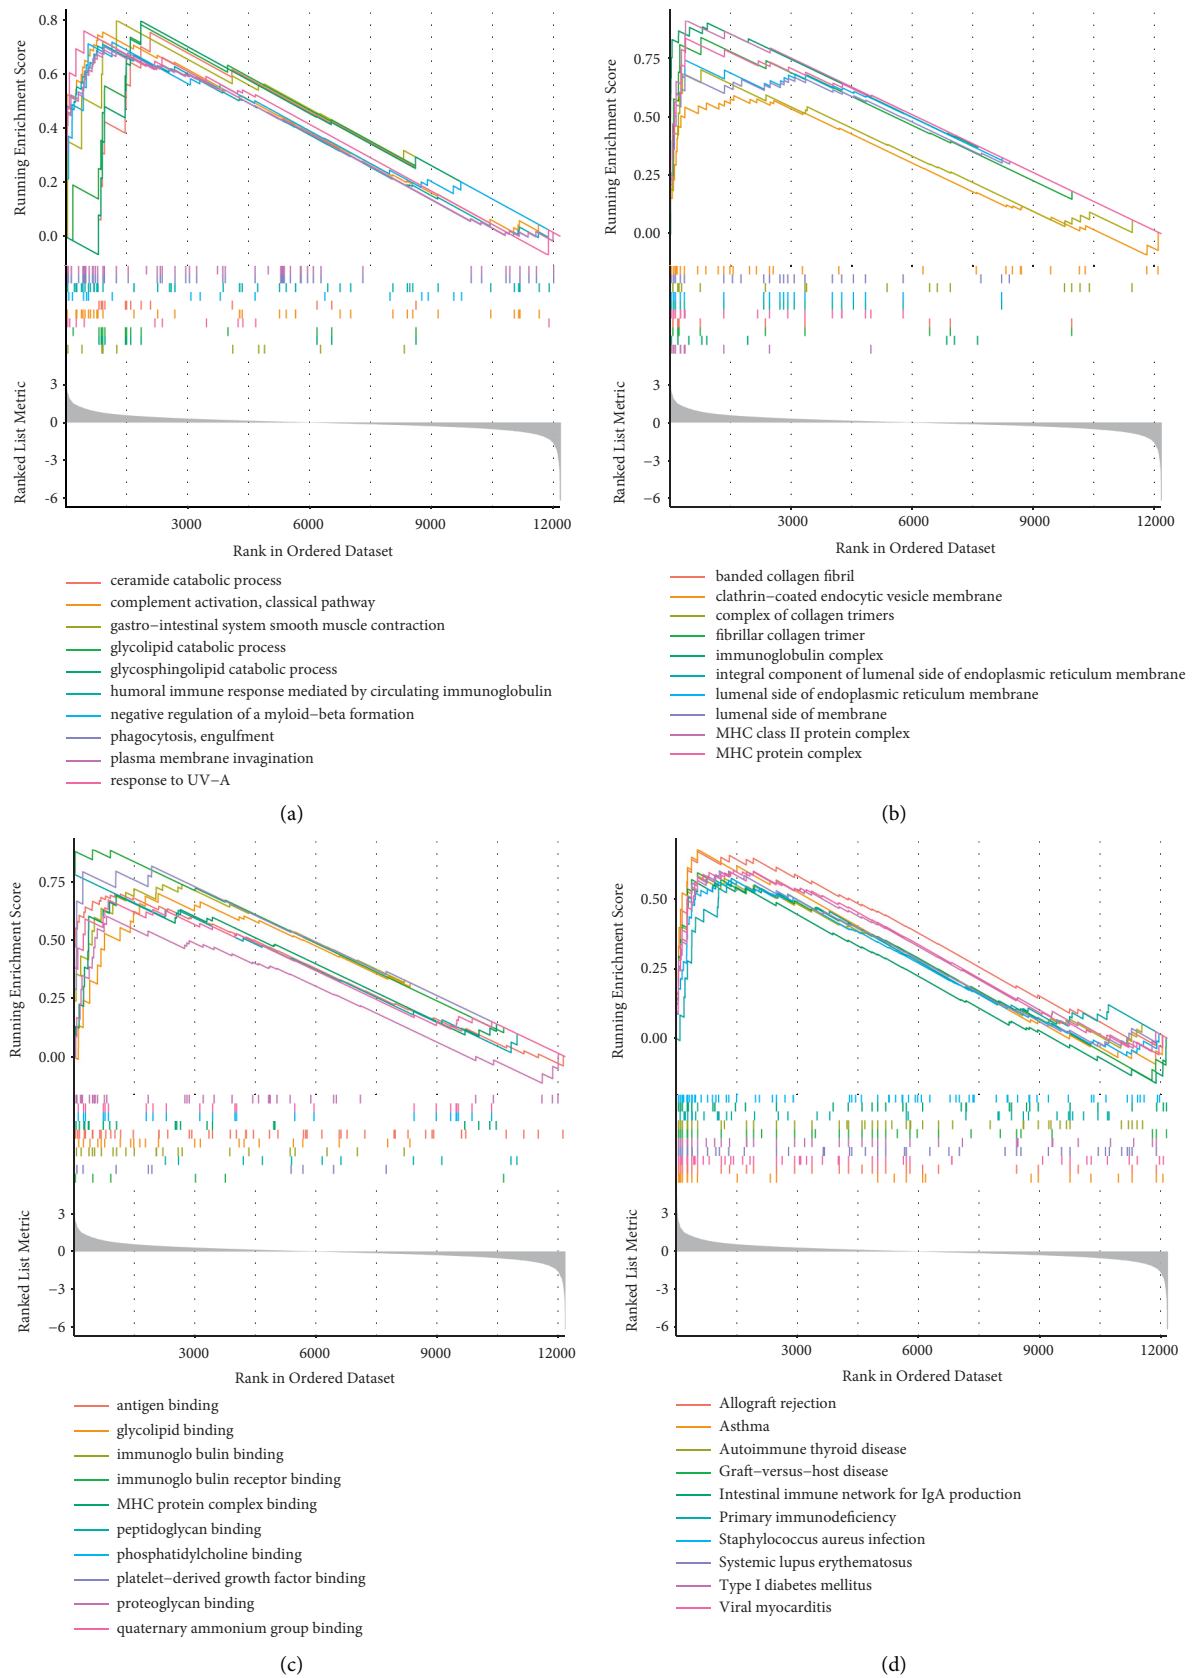 0.8
0.6
0.4
0.2
0.0
Running Enrichment Score
3
0
−3
-6
Ranked List Metric
3000 6000 9000 12000
Rank in Ordered Dataset
ceramide catabolic process
complement activation, classical pathway
gastro−intestinal system smooth muscle contraction
glycolipid catabolic process
glycosphingolipid catabolic process
humoral immune response mediated by circulating immunoglobulin
negative regulation of a myloid−beta formation
phagocytosis, engulfment
plasma membrane invagination
response to UV−A
(a)
0.75
0.50
0.25
0.00
Running Enrichment Score
3
0
−3
−6
Ranked List Metric
3000 6000 9000 12000
Rank in Ordered Dataset
banded collagen fibril
clathrin−coated endocytic vesicle membrane
complex of collagen trimers
fibrillar collagen trimer
immunoglobulin complex
integral component of lumenal side of endoplasmic reticulum membrane
lumenal side of endoplasmic reticulum membrane
lumenal side of membrane
MHC class II protein complex
MHC protein complex
(b)
0.75
0.50
0.25
0.00
Running Enrichment Score
3
0
−3
−6
Ranked List Metric
3000 6000 9000 12000
Rank in Ordered Dataset
antigen binding
glycolipid binding
immunoglo bulin binding
immunoglo bulin receptor binding
MHC protein complex binding
peptidoglycan binding
phosphatidylcholine binding
platelet−derived growth factor binding
proteoglycan binding
quaternary ammonium group binding
(c)
0.50
0.25
0.00
Running Enrichment Score
3
0
−3
−6
Ranked List Metric
3000 6000 9000 12000
Rank in Ordered Dataset
Allograft rejection
Asthma
Autoimmune thyroid disease
Graft−versus−host disease
Intestinal immune network for IgA production
Primary immunodeficiency
Staphylococcus aureus infection
Systemic lupus erythematosus
Type I diabetes mellitus
Viral myocarditis
(d)